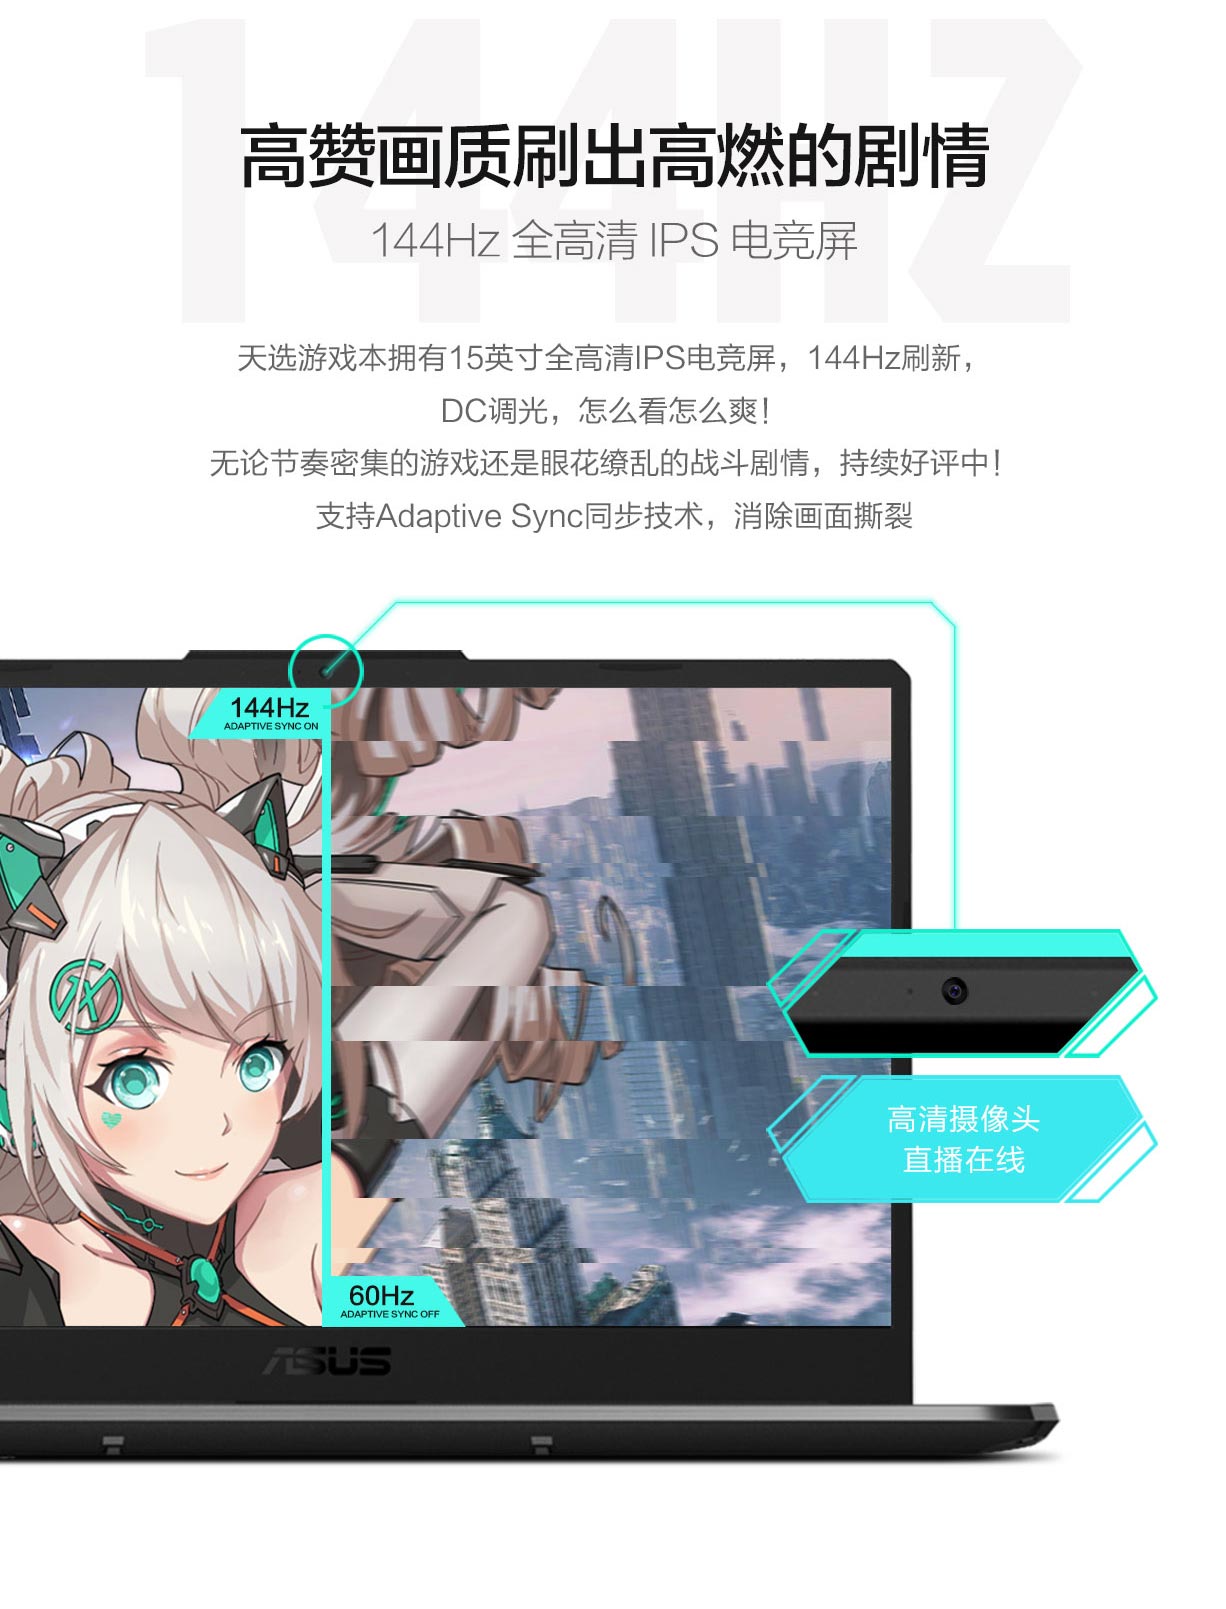 144HZ
高赞画质刷出高燃的剧情
144Hz 全高清 IPS 电竞屏
天选游戏本拥有15英寸全高清IPS电竞屏，144Hz刷新，
DC调光，怎么看怎么爽！
无论节奏密集的游戏还是眼花缭乱的战斗剧情，持续好评中！
支持Adaptive Sync同步技术，消除画面撕裂
144Hz
ADAPTIVE SYNC ON
TX
高清摄像头
直播在线
60Hz
ADAPTIVE SYNC OFF
ASUS